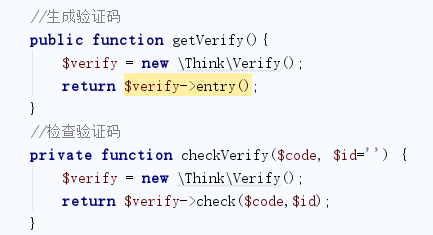 //生成验证码
public function getVerify(){
$verify = new \Think\Verify();
return $verify->entry();
}
//检查验证码
private function checkVerify($code, $id='') {
$verify = new \Think\Verify();
return $verify->check($code,$id);
}